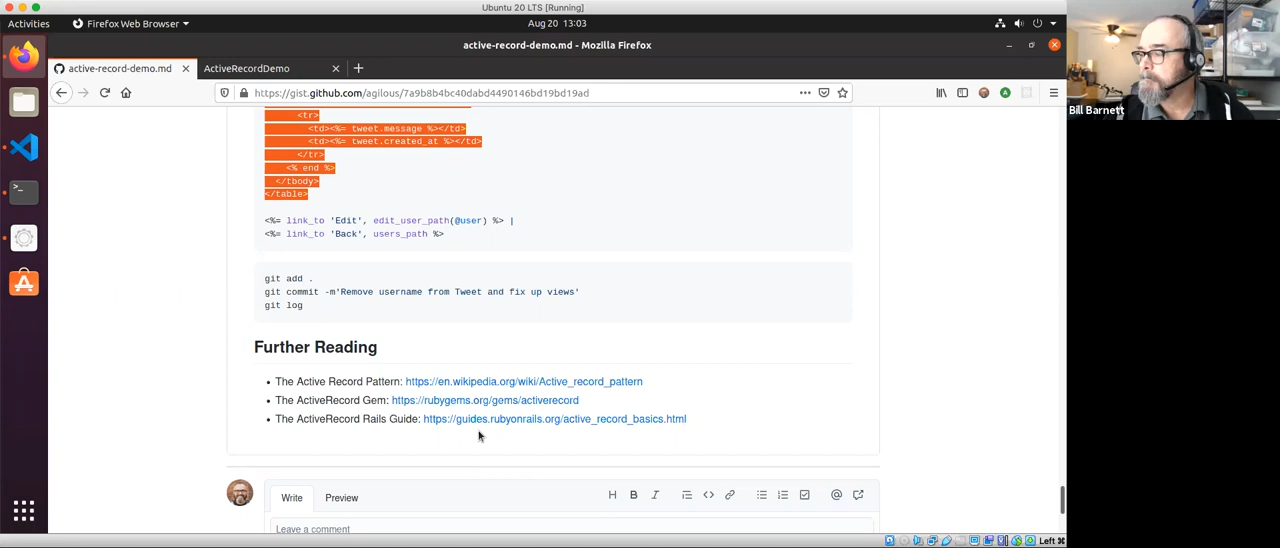 Ubuntu 20 LTS [Running]
Activities
Firefox Web Browser
Aug 20 13:03
active-record-demo.md - Mozilla Firefox
active-record-demo.md
ActiveRecordDemo
https://gist.github.com/agilous/7a9b8b4bc40dabd4490146bd19bd19ad
<tr>
<td><%= tweet.message %></td>
<td><%= tweet.created_at %></td>
</tr>
<% end %>
</tbody>
</table>
<%= link_to 'Edit', edit_user_path(@user) %> |
<%= link_to 'Back', users_path %>
git add .
git commit -m'Remove username from Tweet and fix up views'
git log
Further Reading
• The Active Record Pattern: https://en.wikipedia.org/wiki/Active_record_pattern
• The ActiveRecord Gem: https://rubygems.org/gems/activerecord
• The ActiveRecord Rails Guide: https://guides.rubyonrails.org/active_record_basics.html
Write
Preview
H B I
Leave a comment
Left ⌘
Bill Barnett